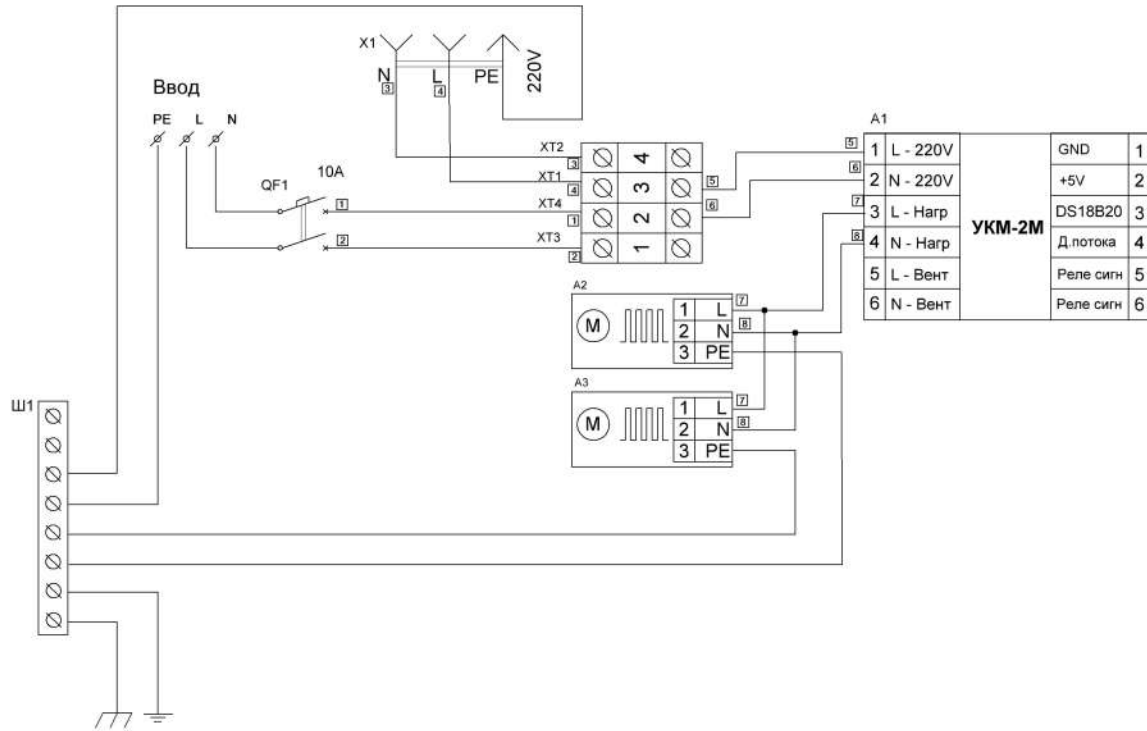 X1
N
L
PE
220V
3
4
Ввод
PE L N
QF1
10A
1
2
XT2
XT1
XT4
XT3
3
4
1
2
4
3
2
1
5
6
A1
5
6
7
8
1 L - 220V
2 N - 220V
3 L - Нагр
4 N - Нагр
5 L - Вент
6 N - Вент
УКМ-2М
GND 1
+5V 2
DS18B20 3
Д.потока 4
Реле сигн 5
Реле сигн 6
A2
M
1 L
2 N
3 PE
7
8
A3
M
1 L
2 N
3 PE
7
8
Ш1